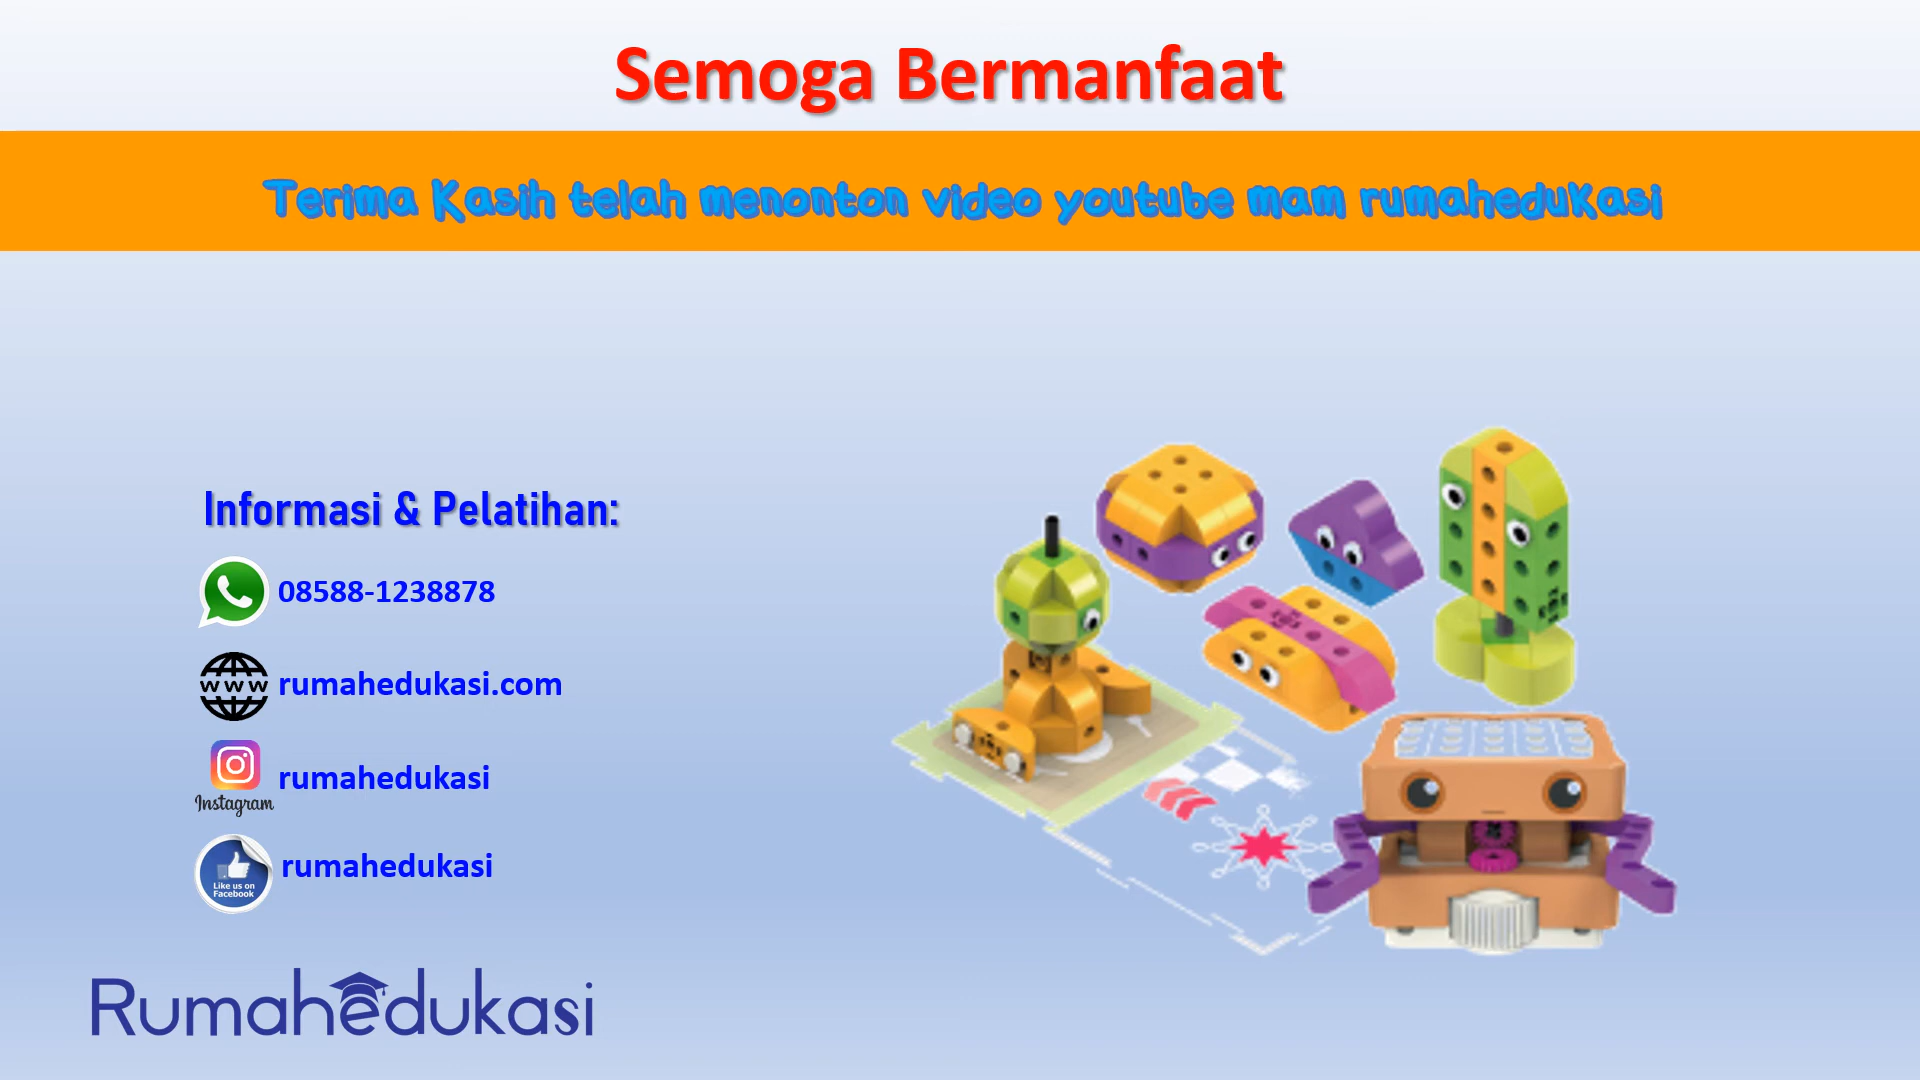 Semoga Bermanfaat
Terima Kasih telah menonton video youtube mam rumahedukasi
Informasi & Pelatihan:
08588-1238878
www
rumahedukasi.com
rumahedukasi
Instagram
rumahedukasi
Like us on
Facebook
Rumahedukasi